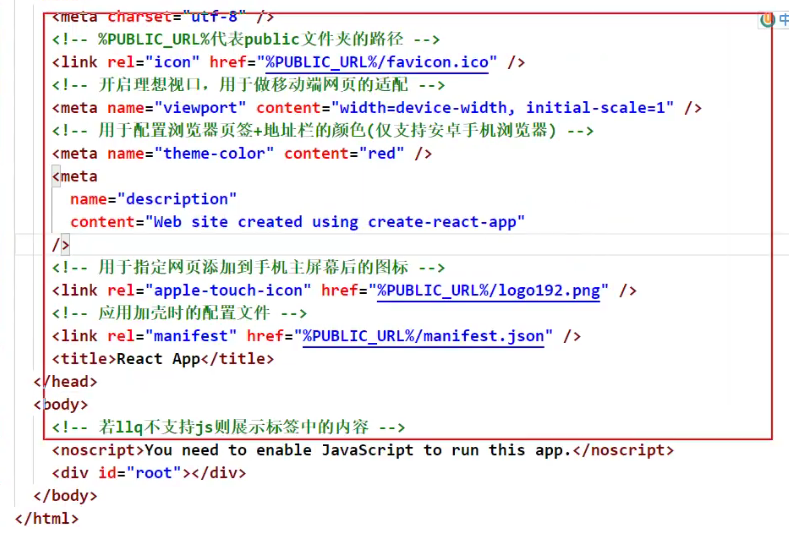 <meta charset="utf-8" />
<!-- %PUBLIC_URL%代表public文件夹的路径 -->
<link rel="icon" href="%PUBLIC_URL%/favicon.ico" />
<!-- 开启理想视口，用于做移动端网页的适配 -->
<meta name="viewport" content="width=device-width, initial-scale=1" />
<!-- 用于配置浏览器页签+地址栏的颜色(仅支持安卓手机浏览器) -->
<meta name="theme-color" content="red" />
<meta
name="description"
content="Web site created using create-react-app"
/>
<!-- 用于指定网页添加到手机主屏幕后的图标 -->
<link rel="apple-touch-icon" href="%PUBLIC_URL%/logo192.png" />
<!-- 应用加壳时的配置文件 -->
<link rel="manifest" href="%PUBLIC_URL%/manifest.json" />
<title>React App</title>
</head>
<body>
<!-- 若llq不支持js则展示标签中的内容 -->
<noscript>You need to enable JavaScript to run this app.</noscript>
<div id="root"></div>
</body>
</html>
中